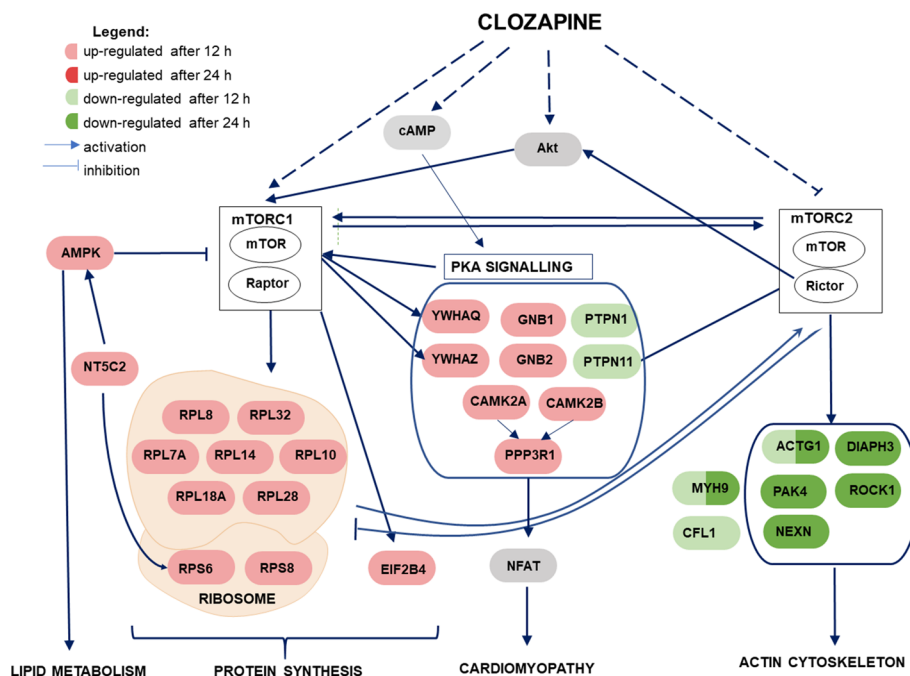 CLOZAPINE
Legend:
up-regulated after 12 h
up-regulated after 24 h
down-regulated after 12 h
down-regulated after 24 h
activation
inhibition
cAMP
Akt
mTORC1
mTOR
Raptor
mTORC2
mTOR
Rictor
AMPK
PKA SIGNALLING
YWHAQ
GNB1
PTPN1
YWHAZ
GNB2
PTPN11
NT5C2
CAMK2A
CAMK2B
PPP3R1
RPL8
RPL32
RPL7A
RPL14
RPL10
RPL18A
RPL28
RPS6
RPS8
RIBOSOME
EIF2B4
NFAT
ACTG1
DIAPH3
MYH9
PAK4
ROCK1
CFL1
NEXN
LIPID METABOLISM
PROTEIN SYNTHESIS
CARDIOMYOPATHY
ACTIN CYTOSKELETON